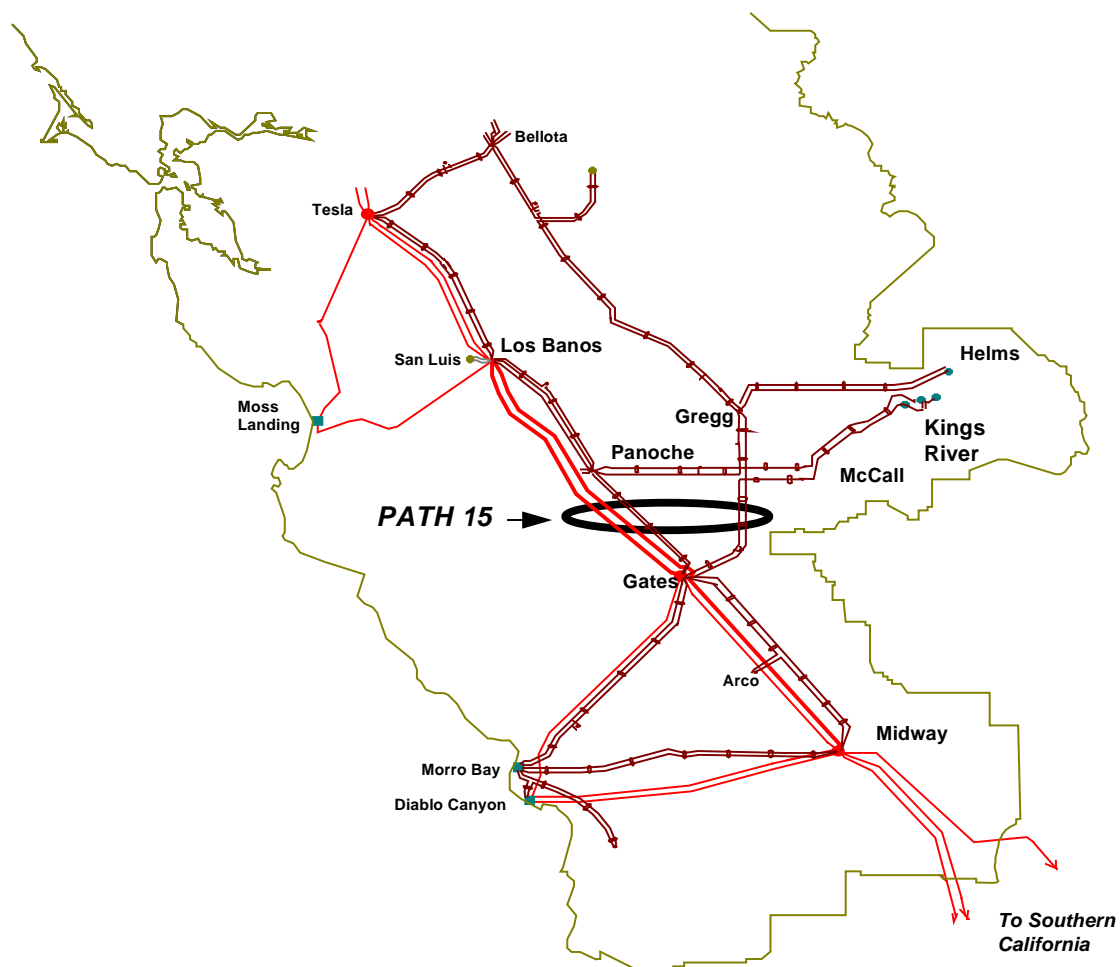 Bellota
Tesla
Los Banos
San Luis
Helms
Moss
Landing
Gregg
Kings
River
Panoche
McCall
PATH 15
Gates
Arco
Midway
Morro Bay
Diablo Canyon
To Southern
California